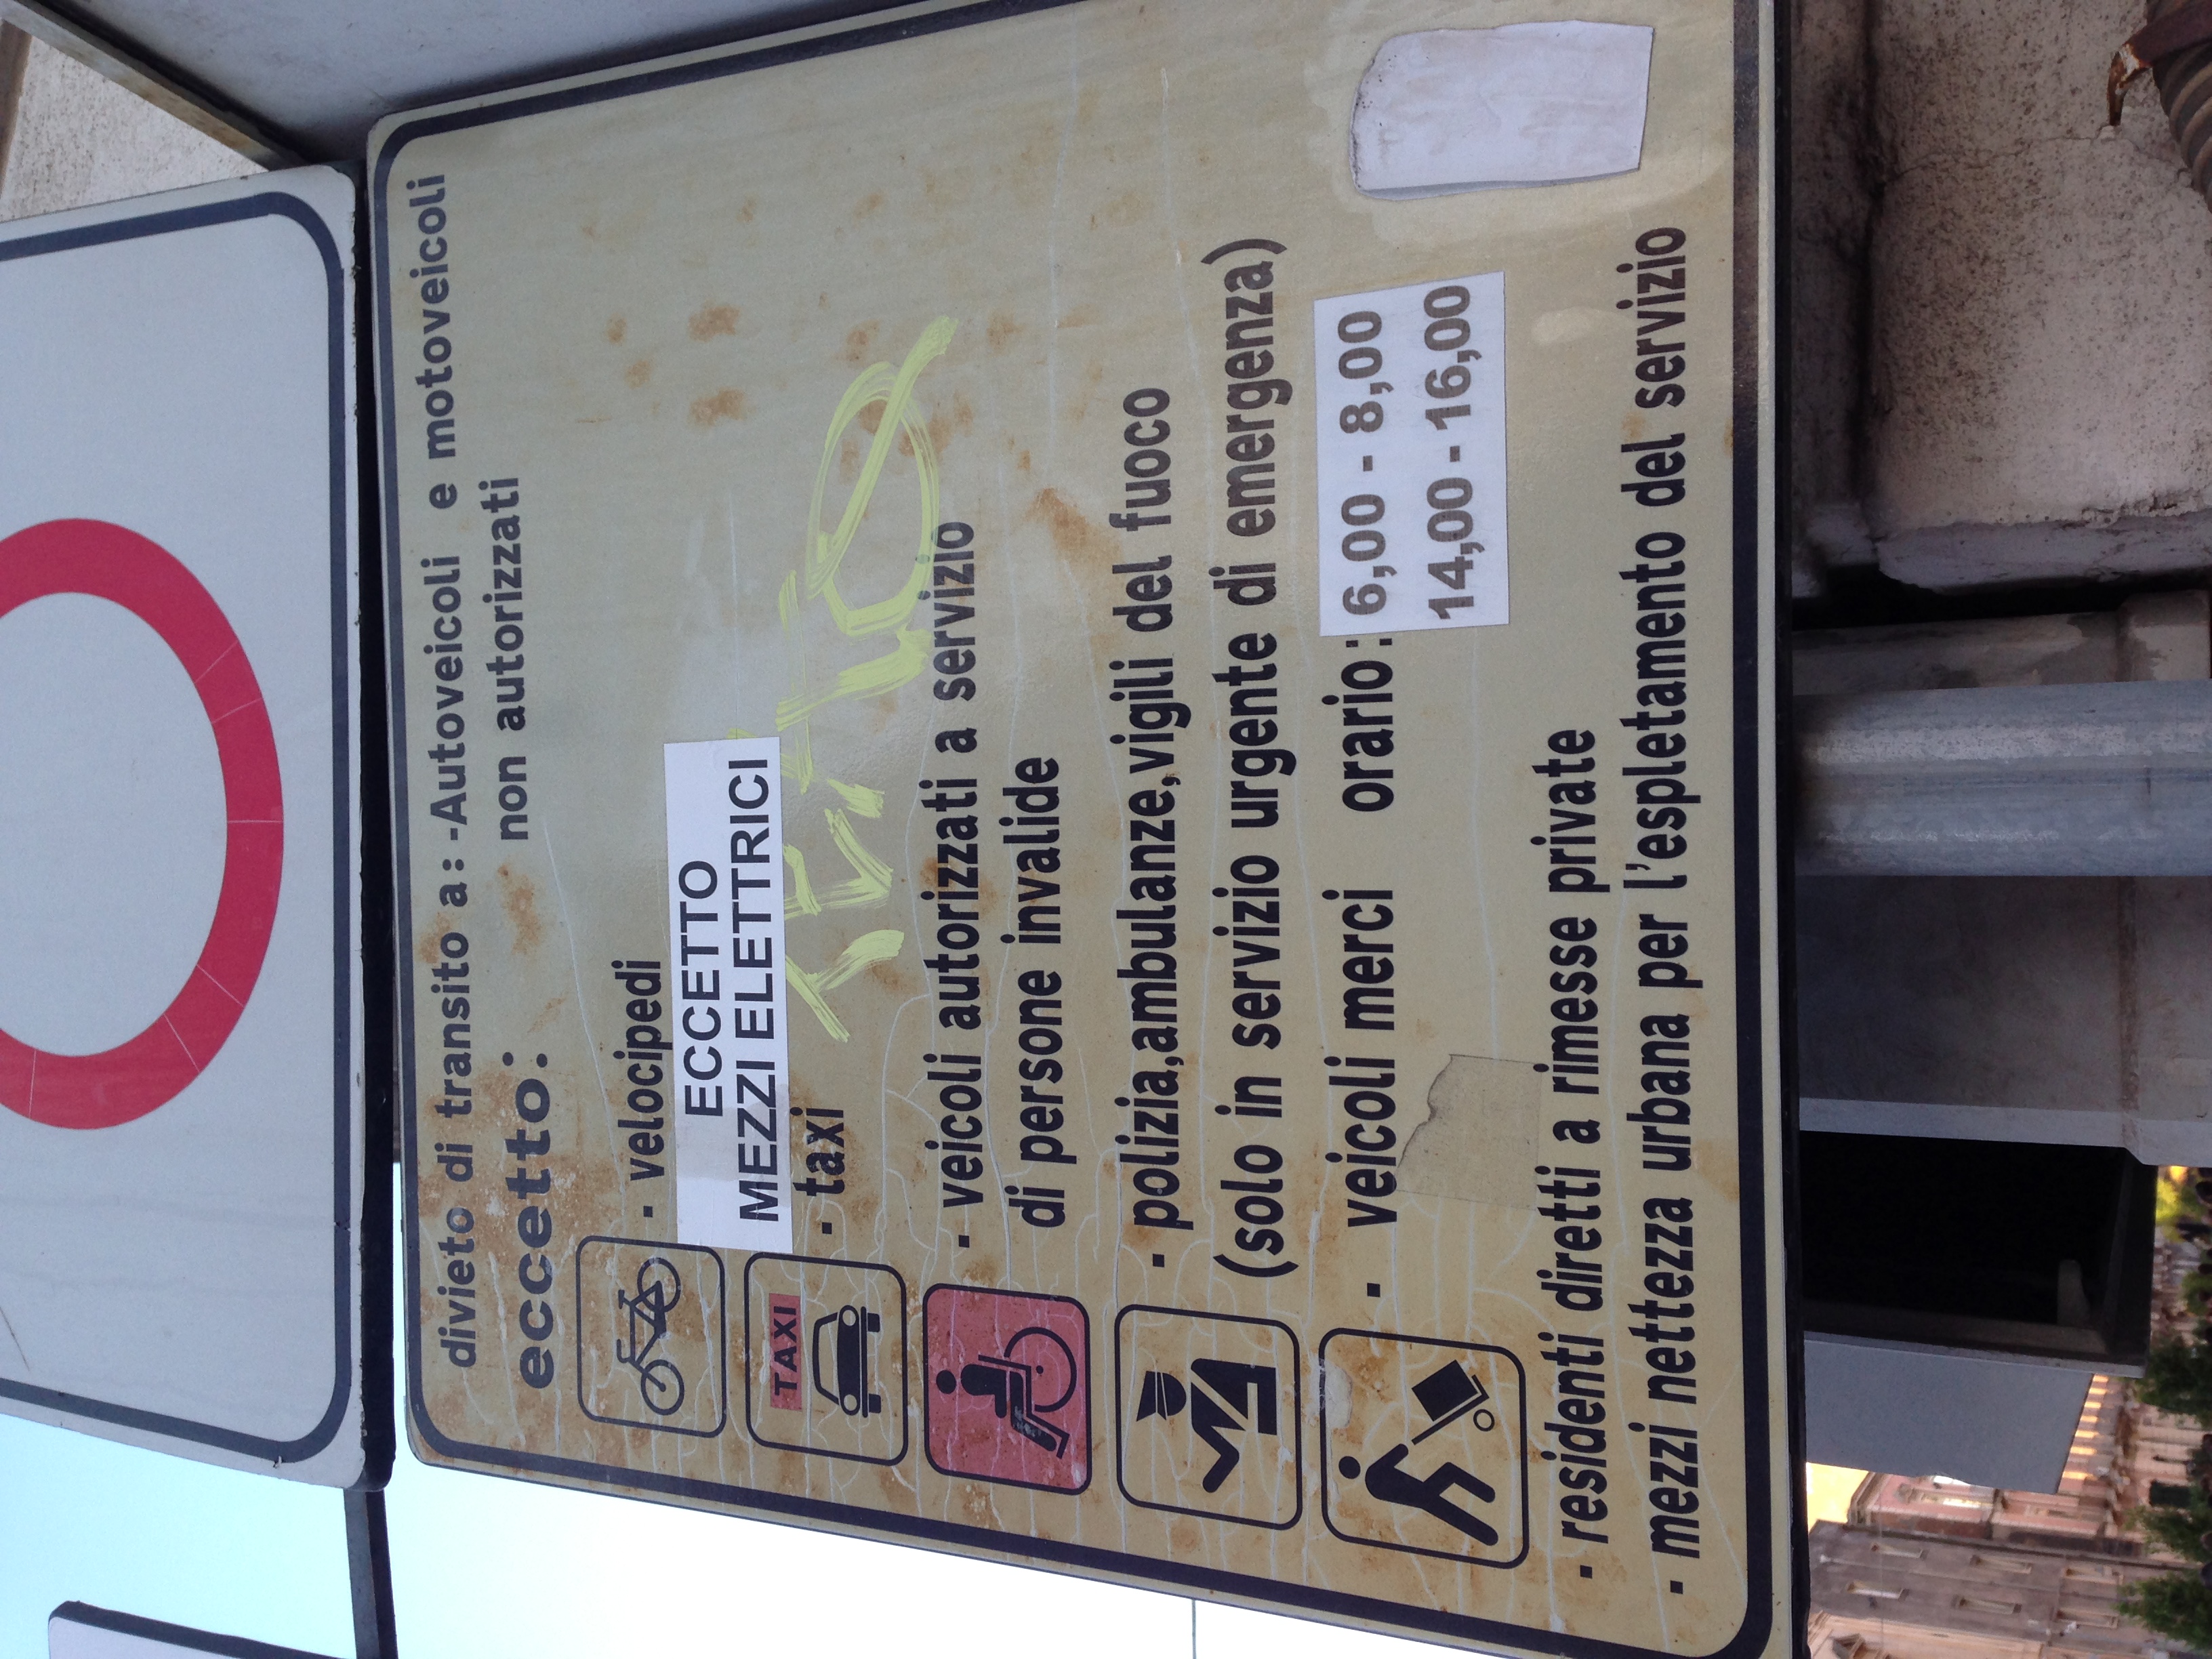 divieto di transito a: -Autoveicoli e motoveicoli
non autorizzati
eccetto:
· velocipedi
ECCETTO
MEZZI ELETTRICI
TAXI
· taxi
· veicoli autorizzati a servizio
di persone invalide
· polizia,ambulanze,vigili del fuoco
(solo in servizio urgente di emergenza)
· veicoli merci orario: 6,00 - 8,00
14,00 - 16,00
· residenti diretti a rimesse private
· mezzi nettezza urbana per l'espletamento del servizio